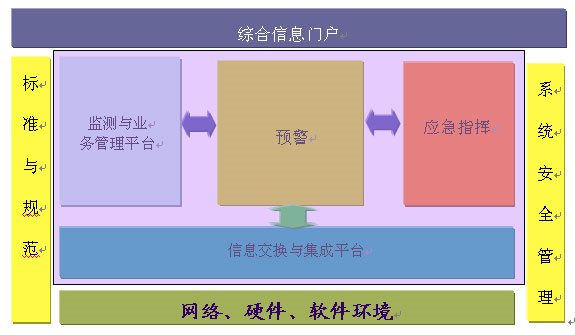 综合信息门户
标
准
与
规
范
监测与业
务管理平台
预警
应急指挥
信息交换与集成平台
系
统
安
全
管
理
网络、硬件、软件环境